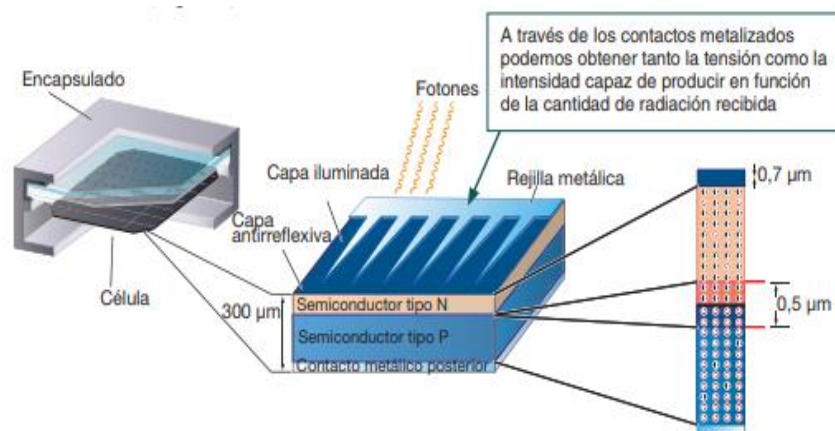 A través de los contactos metalizados
podemos obtener tanto la tensión como la
intensidad capaz de producir en función
de la cantidad de radiación recibida
Encapsulado
Fotones
Capa iluminada
Rejilla metálica
0,7 µm
Capa
antirreflexiva
Célula
300 µm
Semiconductor tipo N
0,5 µm
Semiconductor tipo P
Contacto metálico posterior